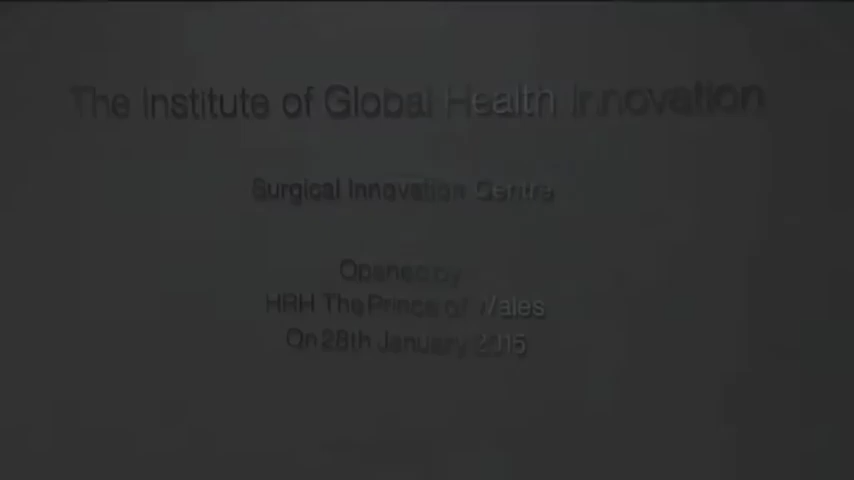 The Institute of Global Health Innovation
Surgical Innovation Centre
Opened by
HRH The Prince of Wales
On 28th January 2015